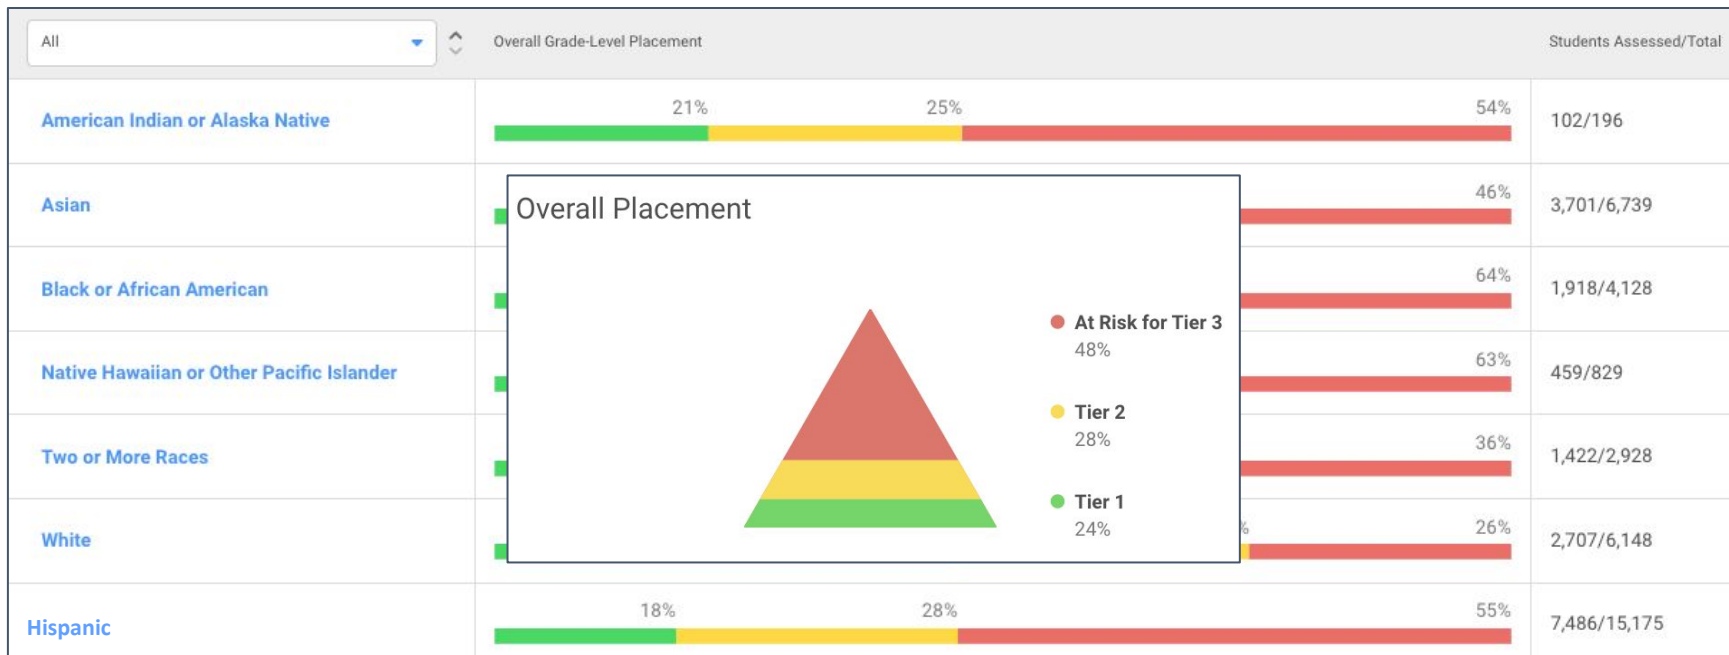 All
Overall Grade-Level Placement
Students Assessed/Total
American Indian or Alaska Native
21%
25%
54%
102/196
Asian
46%
3,701/6,739
Black or African American
64%
1,918/4,128
Native Hawaiian or Other Pacific Islander
63%
459/829
Two or More Races
36%
1,422/2,928
White
26%
2,707/6,148
Hispanic
18%
28%
55%
7,486/15,175
Overall Placement
At Risk for Tier 3
48%
Tier 2
28%
Tier 1
24%